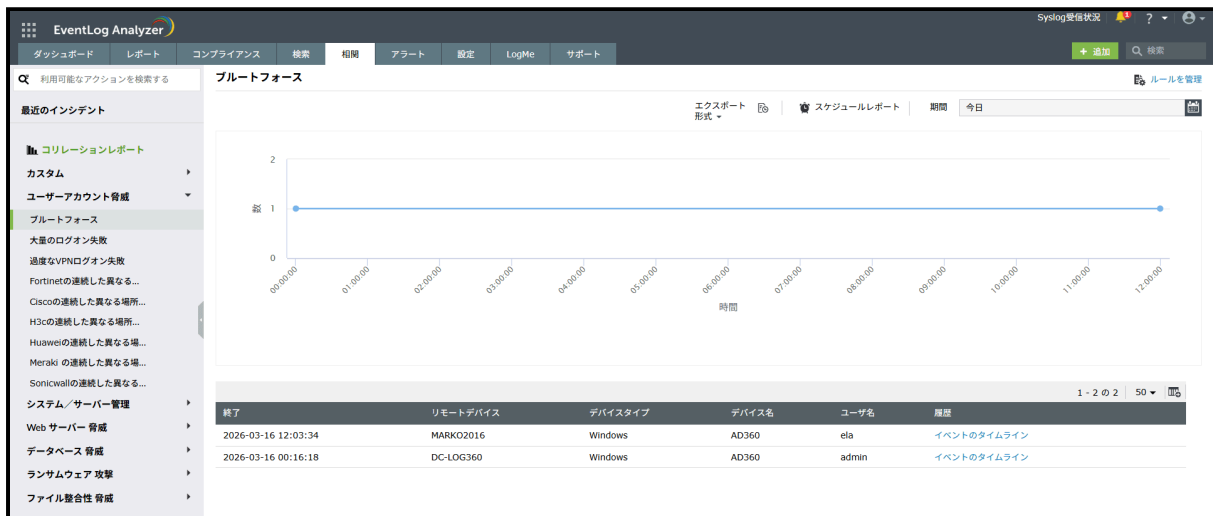 EventLog Analyzer
Syslog受信状況 1 ?
ダッシュボード レポート コンプライアンス 検索 相関 アラート 設定 LogMe サポート
+ 追加 検索
利用可能なアクションを検索する
最近のインシデント
コリレーションレポート
カスタム
ユーザーアカウント脅威
ブルートフォース
大量のログオン失敗
過度なVPNログオン失敗
Fortinetの連続した異なる...
Ciscoの連続した異なる場所...
H3cの連続した異なる場所...
Huaweiの連続した異なる場...
Meraki の連続した異なる場...
Sonicwallの連続した異なる...
システム／サーバー管理
Web サーバー 脅威
データベース 脅威
ランサムウェア 攻撃
ファイル整合性 脅威
ブルートフォース
ルールを管理
エクスポート形式
スケジュールレポート
期間 今日
2
数 1
0
00:00:00 01:00:00 02:00:00 03:00:00 04:00:00 05:00:00 06:00:00 07:00:00 08:00:00 09:00:00 10:00:00 11:00:00 12:00:00
時間
1 - 2 の 2 50
終了 リモートデバイス デバイスタイプ デバイス名 ユーザ名 履歴
2026-03-16 12:03:34 MARKO2016 Windows AD360 ela イベントのタイムライン
2026-03-16 00:16:18 DC-LOG360 Windows AD360 admin イベントのタイムライン